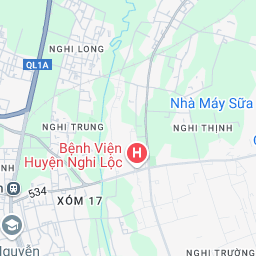 NGHI LONG
QL1A
Nhà Máy Sữa
NGHI TRUNG
NGHI THỊNH
Bệnh Viện
Huyện Nghi Lộc
H
534
XÓM 17
NGHI TRƯỜNG